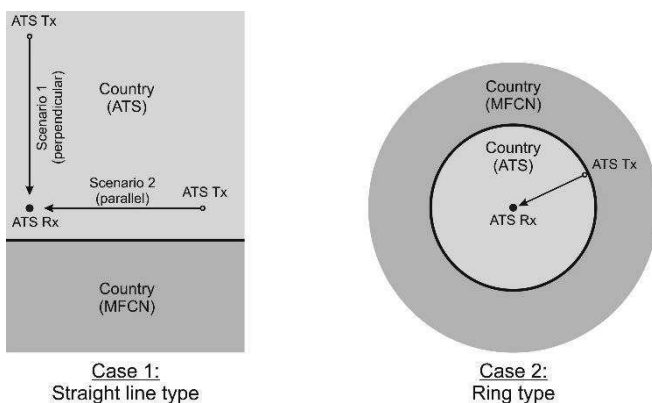 ATS Tx
Country
(ATS)
Scenario 1
(perpendicular)
Scenario 2
(parallel)
ATS Tx
ATS Rx
Country
(MFCN)
Case 1:
Straight line type
Country
(MFCN)
Country
(ATS)
ATS Tx
ATS Rx
Case 2:
Ring type